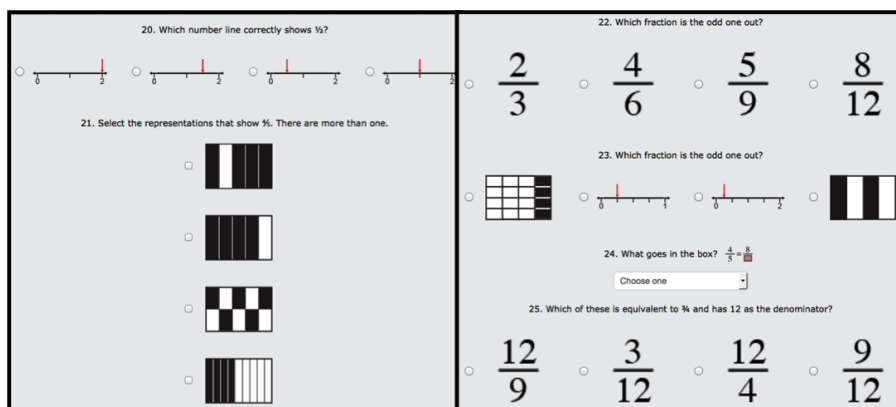 20. Which number line correctly shows ½?
0 2
0 2
0 2
0 2
21. Select the representations that show ⅘. There are more than one.
22. Which fraction is the odd one out?
2/3
4/6
5/9
8/12
23. Which fraction is the odd one out?
0 1
0 2
24. What goes in the box? 4/5 = 8/
Choose one
25. Which of these is equivalent to ¾ and has 12 as the denominator?
12/9
3/12
12/4
9/12